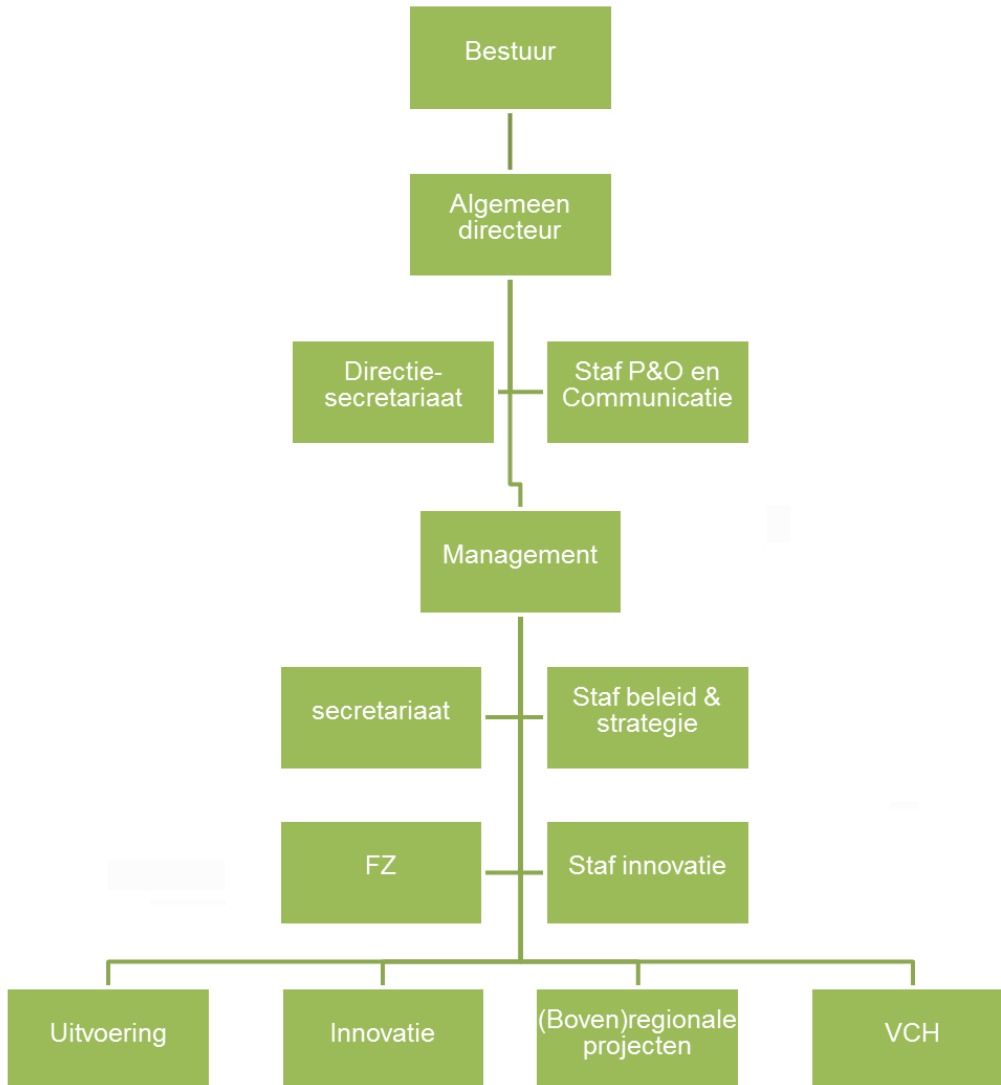 Bestuur
Algemeen
directeur
Directie-
secretariaat
Staf P&O en
Communicatie
Management
secretariaat
Staf beleid &
strategie
FZ
Staf innovatie
Uitvoering
Innovatie
(Boven)regionale
projecten
VCH